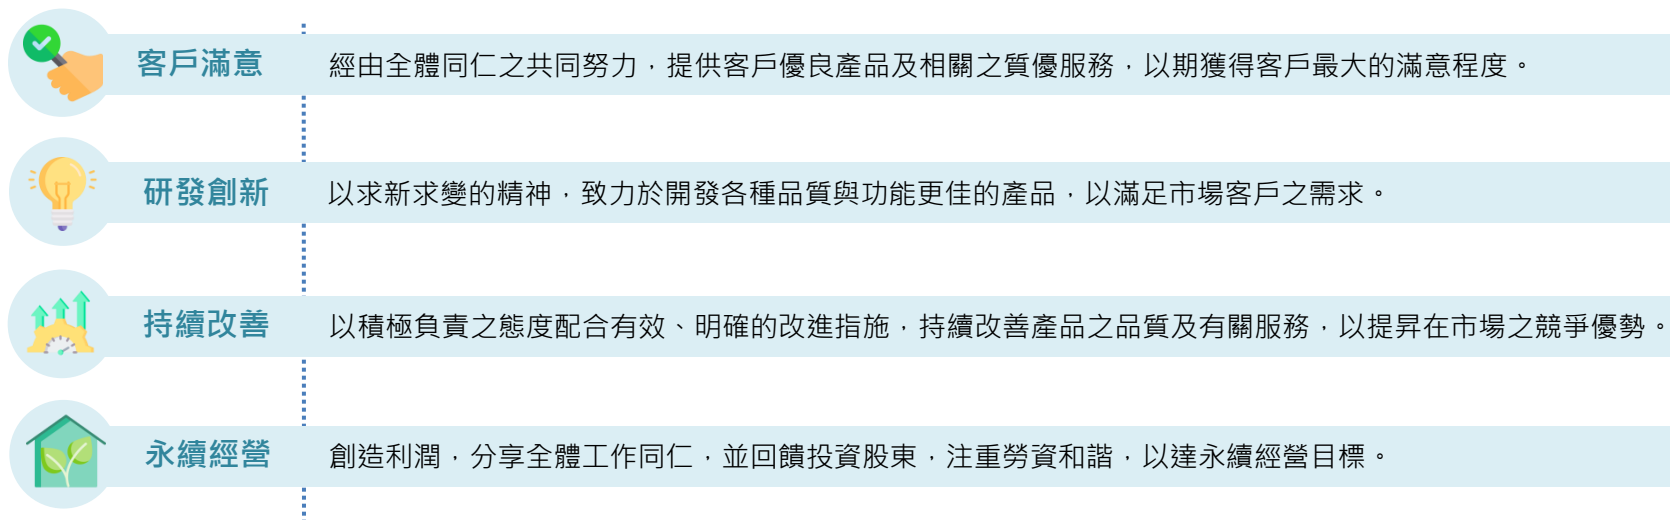 客戶滿意
經由全體同仁之共同努力，提供客戶優良產品及相關之質優服務，以期獲得客戶最大的滿意程度。
研發創新
以求新求變的精神，致力於開發各種品質與功能更佳的產品，以滿足市場客戶之需求。
持續改善
以積極負責之態度配合有效、明確的改進指施，持續改善產品之品質及有關服務，以提昇在市場之競爭優勢。
永續經營
創造利潤，分享全體工作同仁，並回饋投資股東，注重勞資和諧，以達永續經營目標。